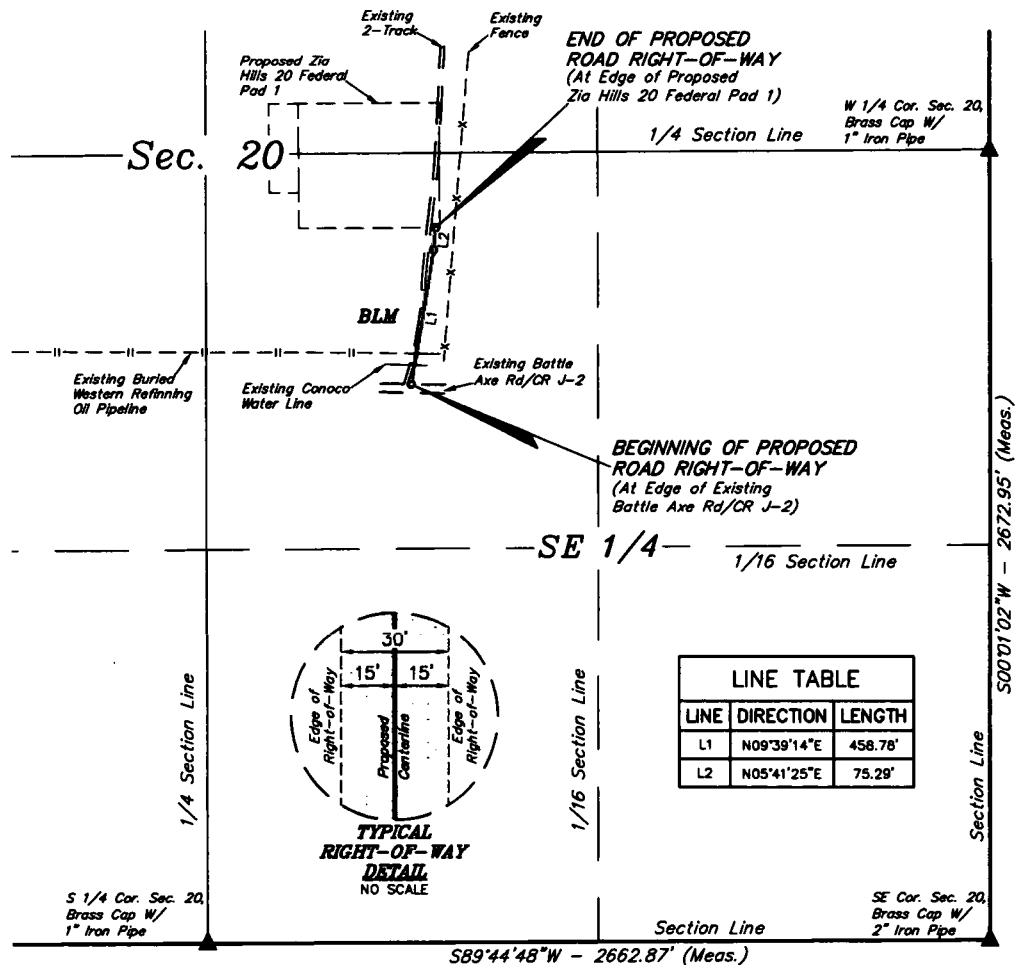 Existing
2-Track
Existing
Fence
END OF PROPOSED
ROAD RIGHT-OF-WAY
(At Edge of Proposed
Zia Hills 20 Federal Pad 1)
Proposed Zia
Hills 20 Federal
Pad 1
W 1/4 Cor. Sec. 20,
Brass Cap W/
1" Iron Pipe
1/4 Section Line
Sec. 20
L2
BLM
L1
Existing Buried
Western Refinning
Oil Pipeline
Existing Conoco
Water Line
Existing Battle
Axe Rd/CR J-2
BEGINNING OF PROPOSED
ROAD RIGHT-OF-WAY
(At Edge of Existing
Battle Axe Rd/CR J-2)
S00°01'02"W - 2672.95' (Meas.)
SE 1/4
1/16 Section Line
30'
15' 15'
Edge of
Right-of-Way
Proposed
Centerline
Edge of
Right-of-Way
TYPICAL
RIGHT-OF-WAY
DETAIL
NO SCALE
1/4 Section Line
1/16 Section Line
Section Line
LINE TABLE
LINE DIRECTION LENGTH
L1 N09°39'14"E 458.78'
L2 N05°41'25"E 75.29'
S 1/4 Cor. Sec. 20,
Brass Cap W/
1" Iron Pipe
SE Cor. Sec. 20,
Brass Cap W/
2" Iron Pipe
Section Line
S89°44'48"W - 2662.87' (Meas.)